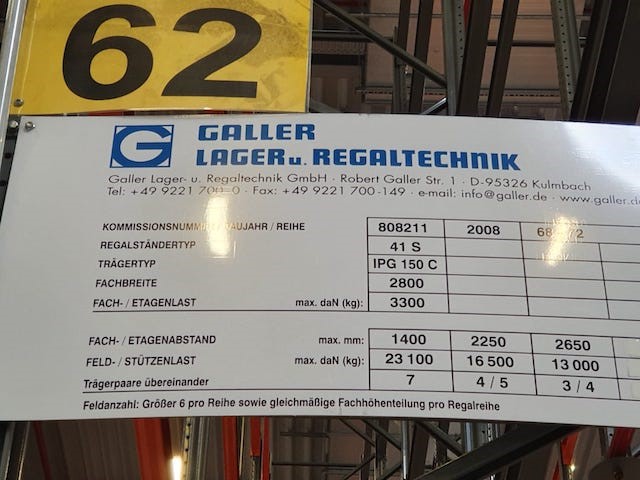 62
G GALLER
LAGER u. REGALTECHNIK
Galler Lager- u. Regaltechnik GmbH · Robert Galler Str. 1 · D-95326 Kulmbach
Tel: +49 9221 700-0 · Fax: +49 9221 700-149 · e-mail: info@galler.de · www.galler.de
/ REIHE 808211 2008
REGALSTÄNDERTYP 41 S
TRÄGERTYP IPG 150 C
FACHBREITE 2800
FACH- / ETAGENLAST max. daN (kg): 3300
FACH- / ETAGENABSTAND max. mm: 1400 2250 2650
FELD- / STÜTZENLAST max. daN (kg): 23 100 16 500 13 000
Trägerpaare übereinander 7 4 / 5 3 / 4
Feldanzahl: Größer 6 pro Reihe sowie gleichmäßige Fachhöhenteilung pro Regalreihe